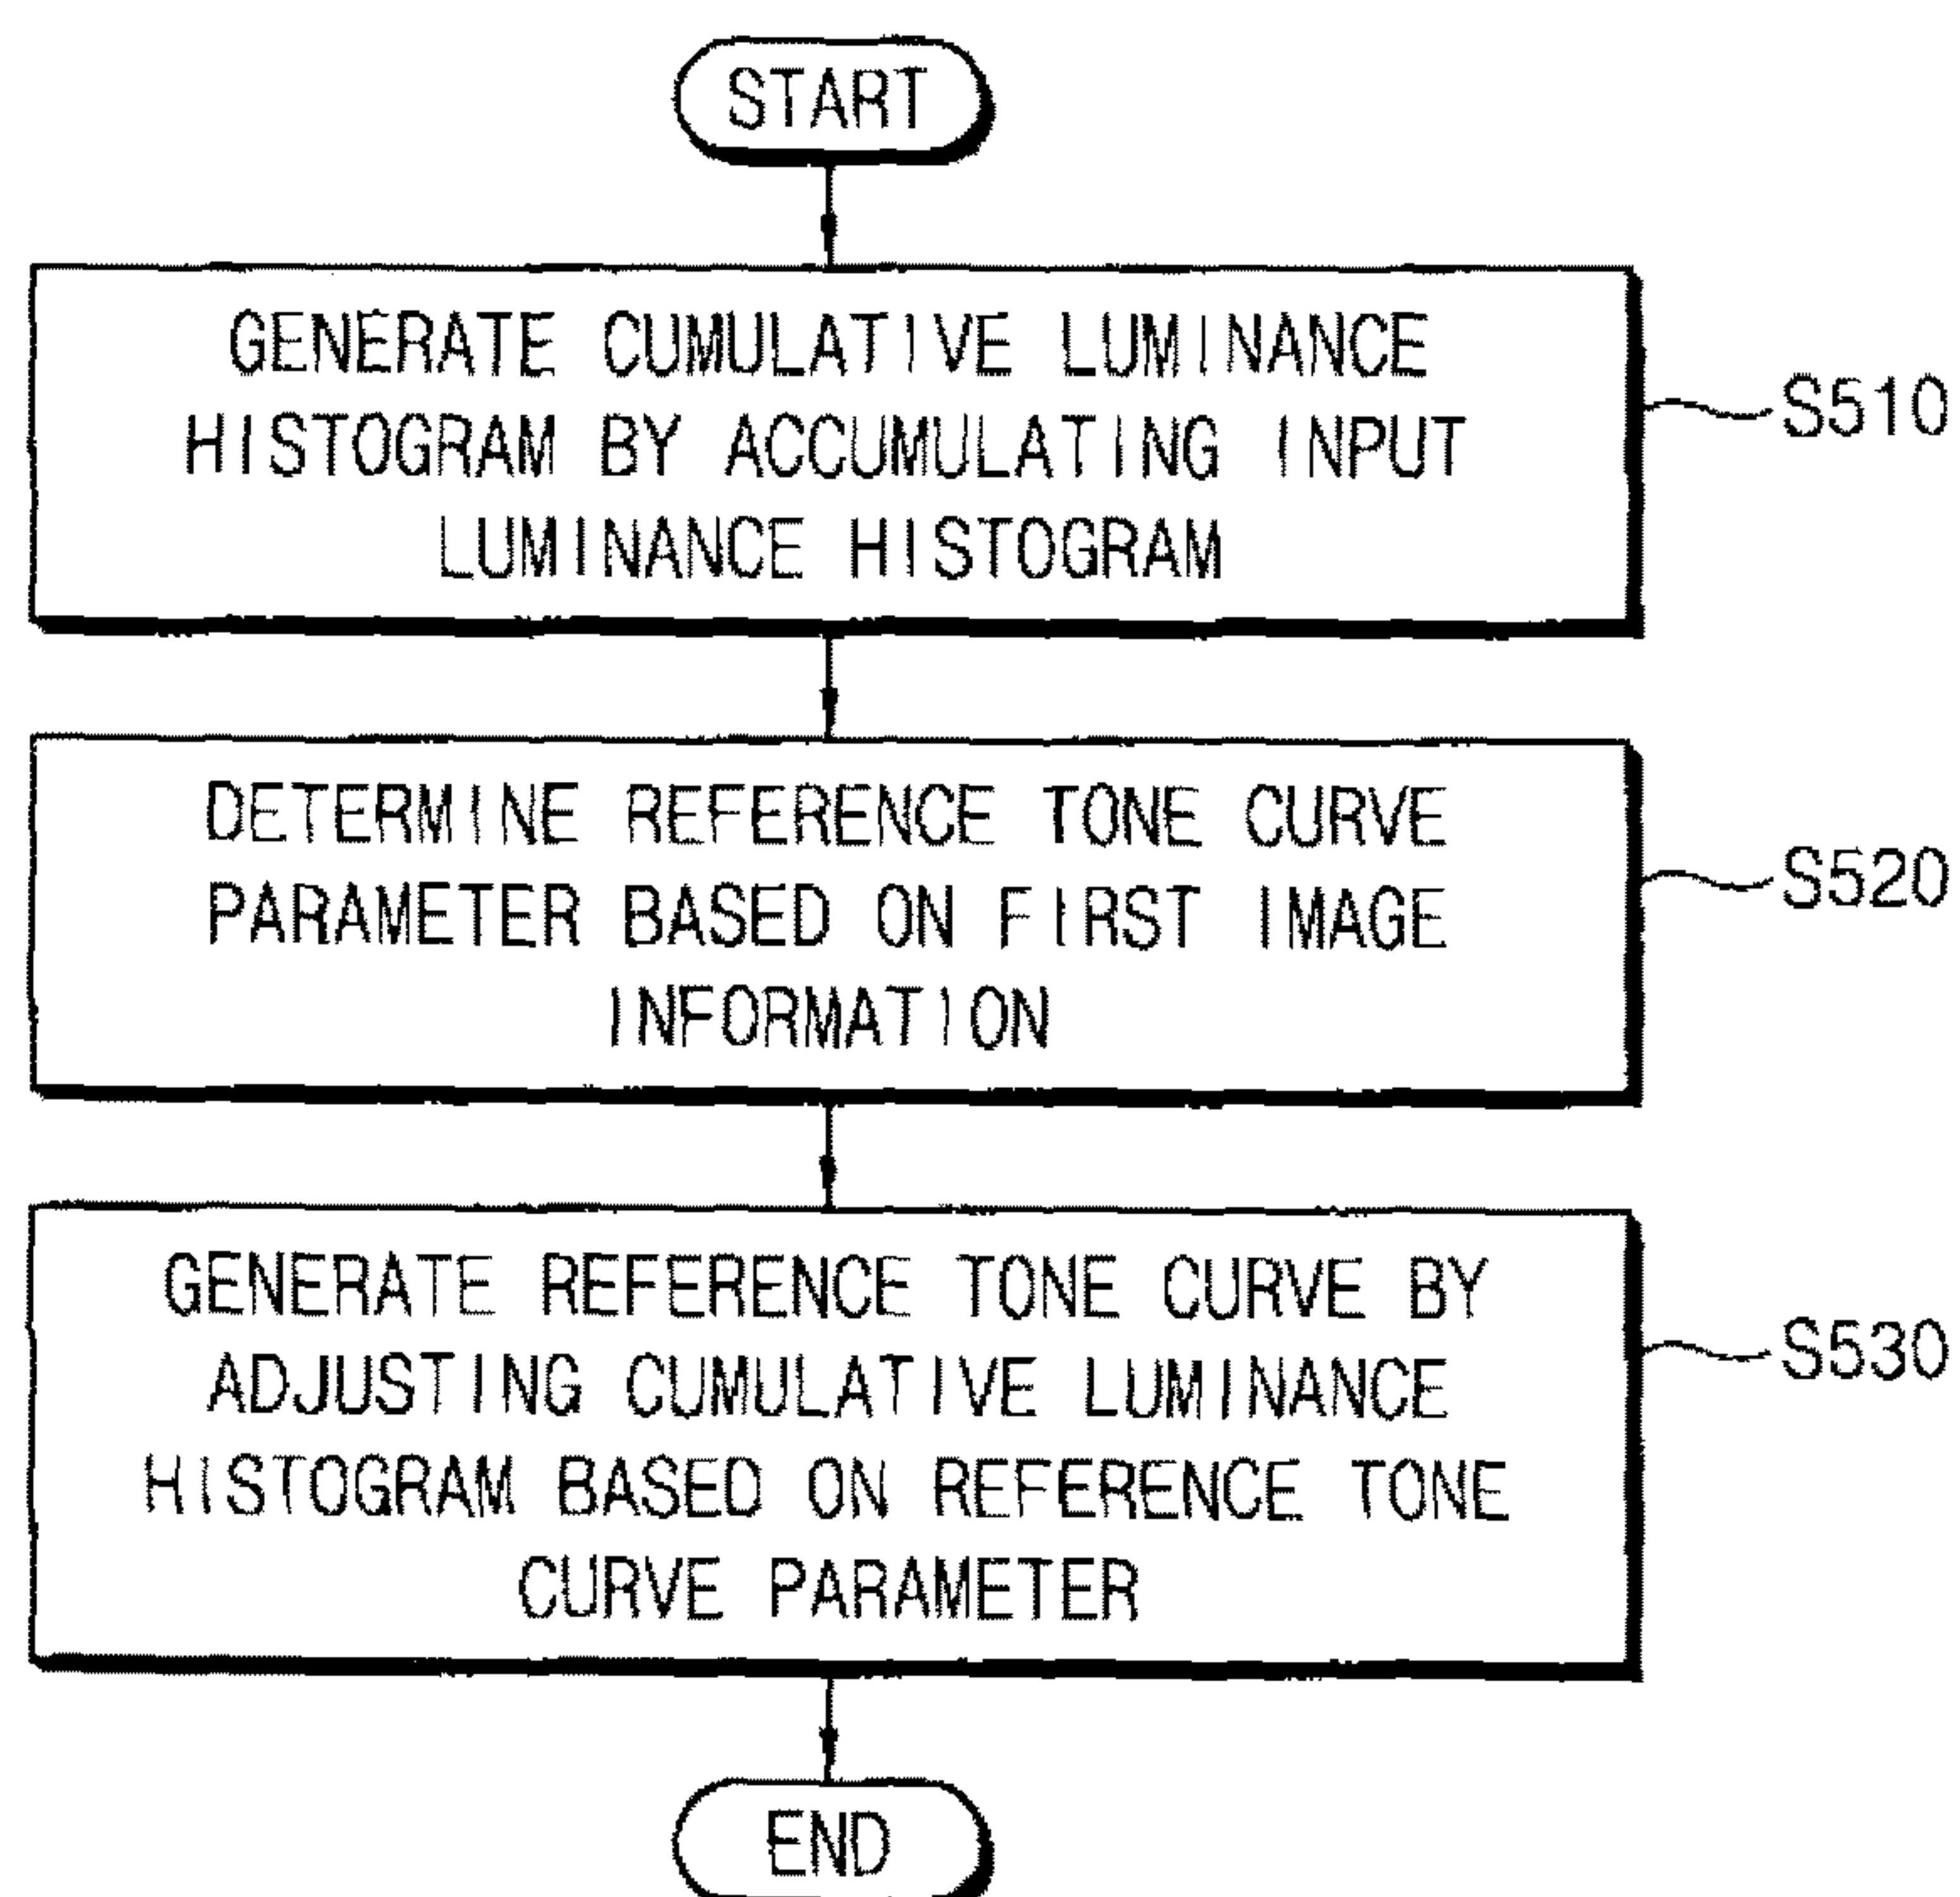 START
GENERATE CUMULATIVE LUMINANCE
HISTOGRAM BY ACCUMULATING INPUT
LUMINANCE HISTOGRAM
S510
DETERMINE REFERENCE TONE CURVE
PARAMETER BASED ON FIRST IMAGE
INFORMATION
S520
GENERATE REFERENCE TONE CURVE BY
ADJUSTING CUMULATIVE LUMINANCE
HISTOGRAM BASED ON REFERENCE TONE
CURVE PARAMETER
S530
END